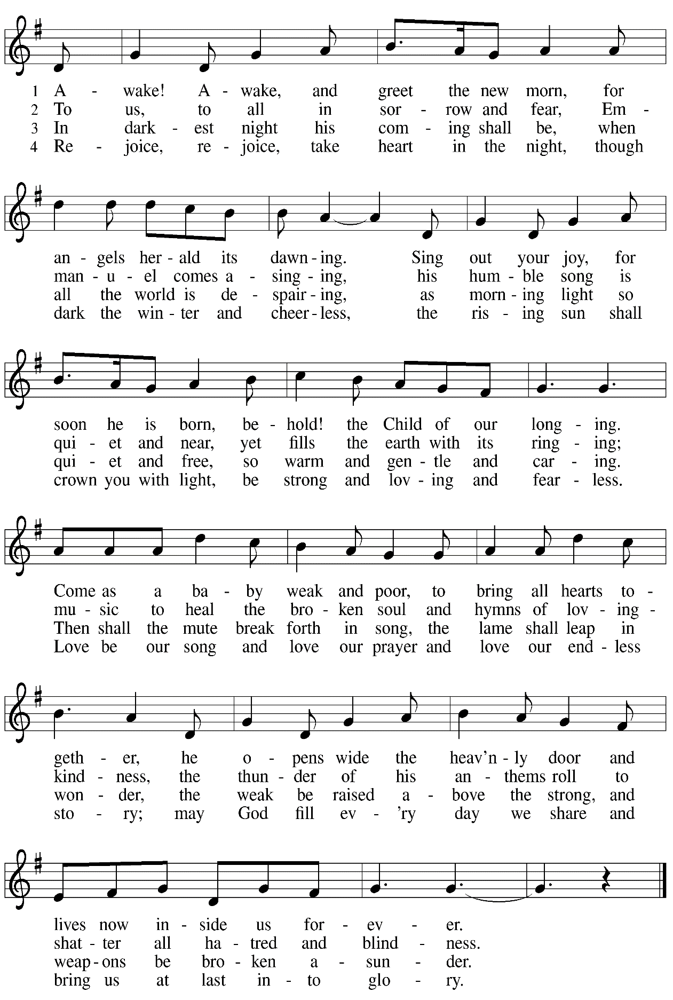 1 A - wake! A - wake, and greet the new morn, for
2 To us, to all in sor - row and fear, Em -
3 In dark - est night his com - ing shall be, when
4 Re - joice, re - joice, take heart in the night, though
an - gels her - ald its dawn - ing. Sing out your joy, for
man - u - el comes a - sing - ing, his hum - ble song is
all the world is de - spair - ing, as morn - ing light so
dark the win - ter and cheer - less, the ris - ing sun shall
soon he is born, be - hold! the Child of our long - ing.
qui - et and near, yet fills the earth with its ring - ing;
qui - et and free, so warm and gen - tle and car - ing.
crown you with light, be strong and lov - ing and fear - less.
Come as a ba - by weak and poor, to bring all hearts to -
mu - sic to heal the bro - ken soul and hymns of lov - ing -
Then shall the mute break forth in song, the lame shall leap in
Love be our song and love our prayer and love our end - less
geth - er, he o - pens wide the heav'n - ly door and
kind - ness, the thun - der of his an - thems roll to
won - der, the weak be raised a - bove the strong, and
sto - ry; may God fill ev - 'ry day we share and
lives now in - side us for - ev - er.
shat - ter all ha - tred and blind - ness.
weap - ons be bro - ken a - sun - der.
bring us at last in - to glo - ry.